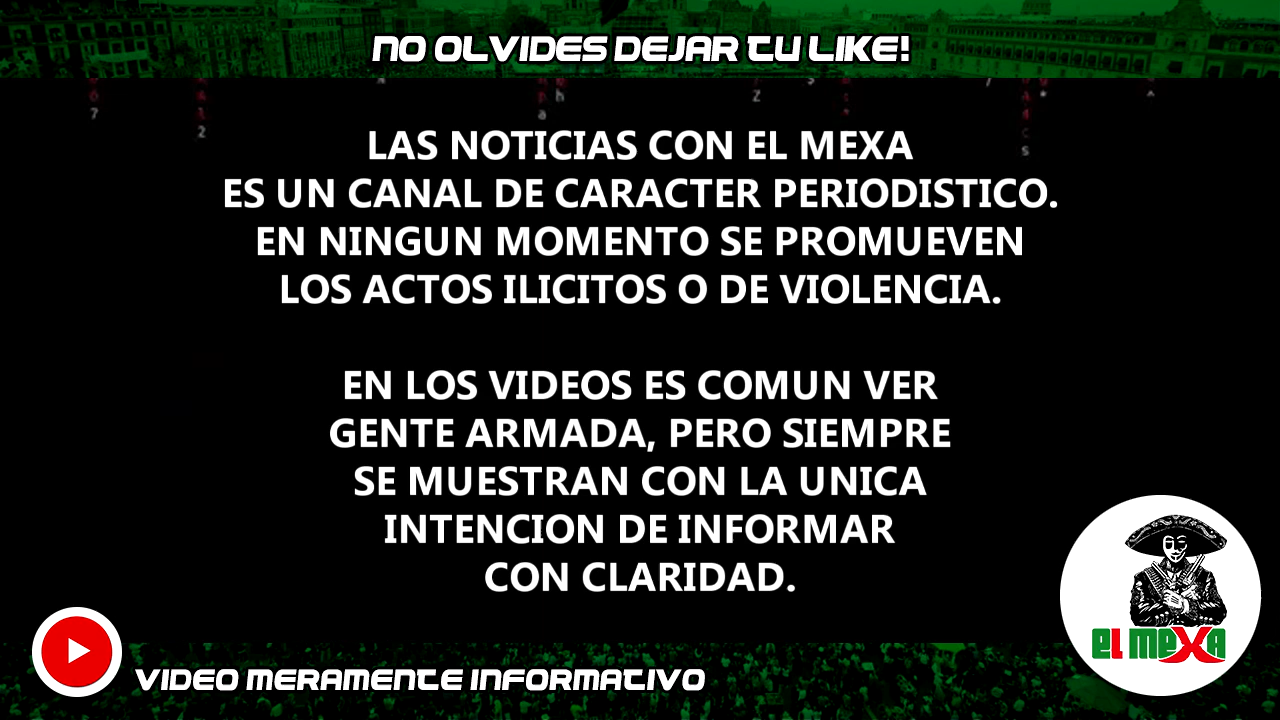 NO OLVIDES DEJAR TU LIKE!
LAS NOTICIAS CON EL MEXA
ES UN CANAL DE CARACTER PERIODISTICO.
EN NINGUN MOMENTO SE PROMUEVEN
LOS ACTOS ILICITOS O DE VIOLENCIA.
EN LOS VIDEOS ES COMUN VER
GENTE ARMADA, PERO SIEMPRE
SE MUESTRAN CON LA UNICA
INTENCION DE INFORMAR
CON CLARIDAD.
EL MEXA
VIDEO MERAMENTE INFORMATIVO